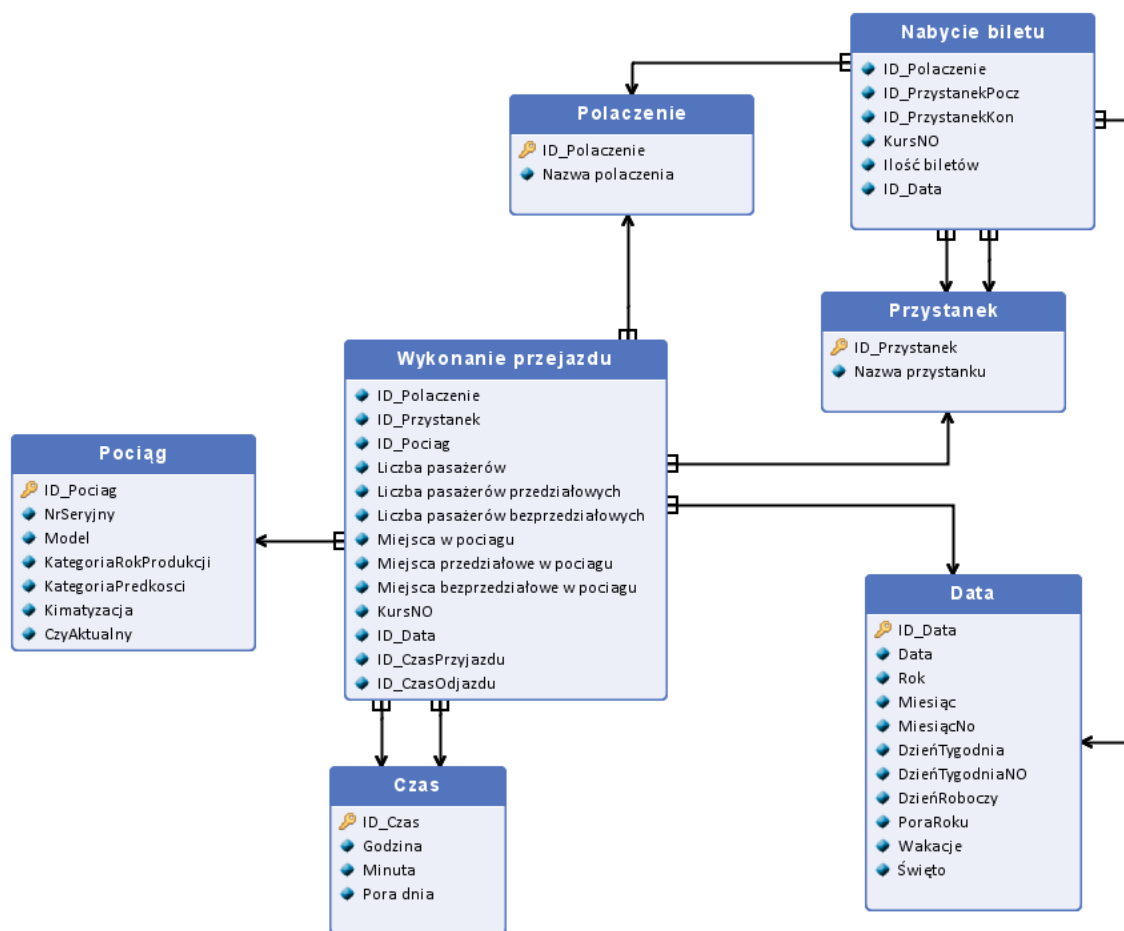 Nabycie biletu
ID_Polaczenie
ID_PrzystanekPocz
ID_PrzystanekKon
KursNO
Ilość biletów
ID_Data
Polaczenie
ID_Polaczenie
Nazwa polaczenia
Przystanek
ID_Przystanek
Nazwa przystanku
Wykonanie przejazdu
ID_Polaczenie
ID_Przystanek
ID_Pociag
Liczba pasażerów
Liczba pasażerów przedziałowych
Liczba pasażerów bezprzedziałowych
Miejsca w pociagu
Miejsca przedziałowe w pociagu
Miejsca bezprzedziałowe w pociagu
KursNO
ID_Data
ID_CzasPrzyjazdu
ID_CzasOdjazdu
Pociąg
ID_Pociag
NrSeryjny
Model
KategoriaRokProdukcji
KategoriaPredkosci
Kimatyzacja
CzyAktualny
Data
ID_Data
Data
Rok
Miesiąc
MiesiącNo
DzieńTygodnia
DzieńTygodniaNO
DzieńRoboczy
PoraRoku
Wakacje
Święto
Czas
ID_Czas
Godzina
Minuta
Pora dnia